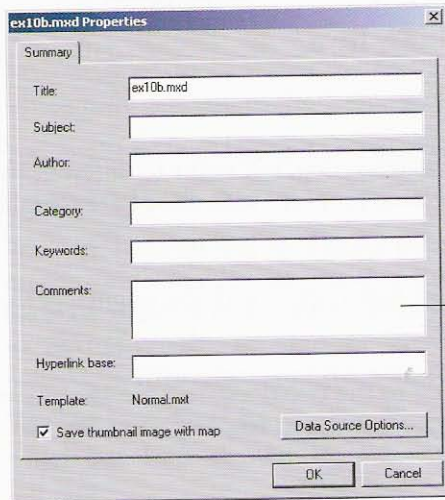 ex10b.mxd Properties
Summary
Title: ex10b.mxd
Subject:
Author:
Category:
Keywords:
Comments:
Hyperlink base:
Template: Normal.mxt
Save thumbnail image with map
Data Source Options...
OK Cancel